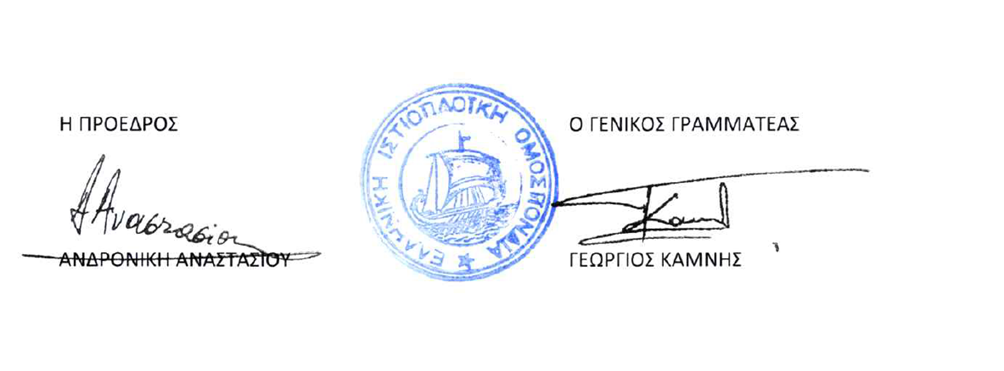 Η ΠΡΟΕΔΡΟΣ
Α Αναστασίου
ΑΝΔΡΟΝΙΚΗ ΑΝΑΣΤΑΣΙΟΥ
ΕΛΛΗΝΙΚΗ ΙΣΤΙΟΠΛΟΪΚΗ ΟΜΟΣΠΟΝΔΙΑ
Ο ΓΕΝΙΚΟΣ ΓΡΑΜΜΑΤΕΑΣ
ΓΕΩΡΓΙΟΣ ΚΑΜΝΗΣ